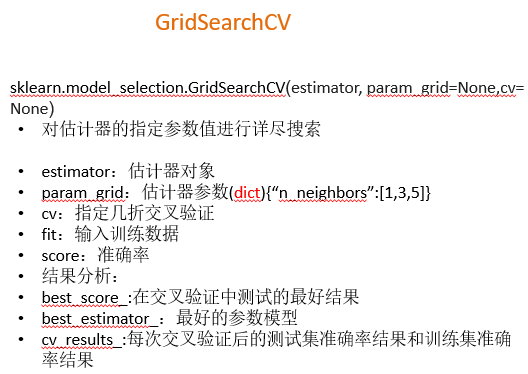 GridSearchCV
sklearn.model_selection.GridSearchCV(estimator, param_grid=None,cv=
None)
• 对估计器的指定参数值进行详尽搜索
• estimator：估计器对象
• param_grid：估计器参数(dict){“n_neighbors”:[1,3,5]}
• cv：指定几折交叉验证
• fit：输入训练数据
• score：准确率
• 结果分析：
• best_score_:在交叉验证中测试的最好结果
• best_estimator_：最好的参数模型
• cv_results_:每次交叉验证后的测试集准确率结果和训练集准确
率结果